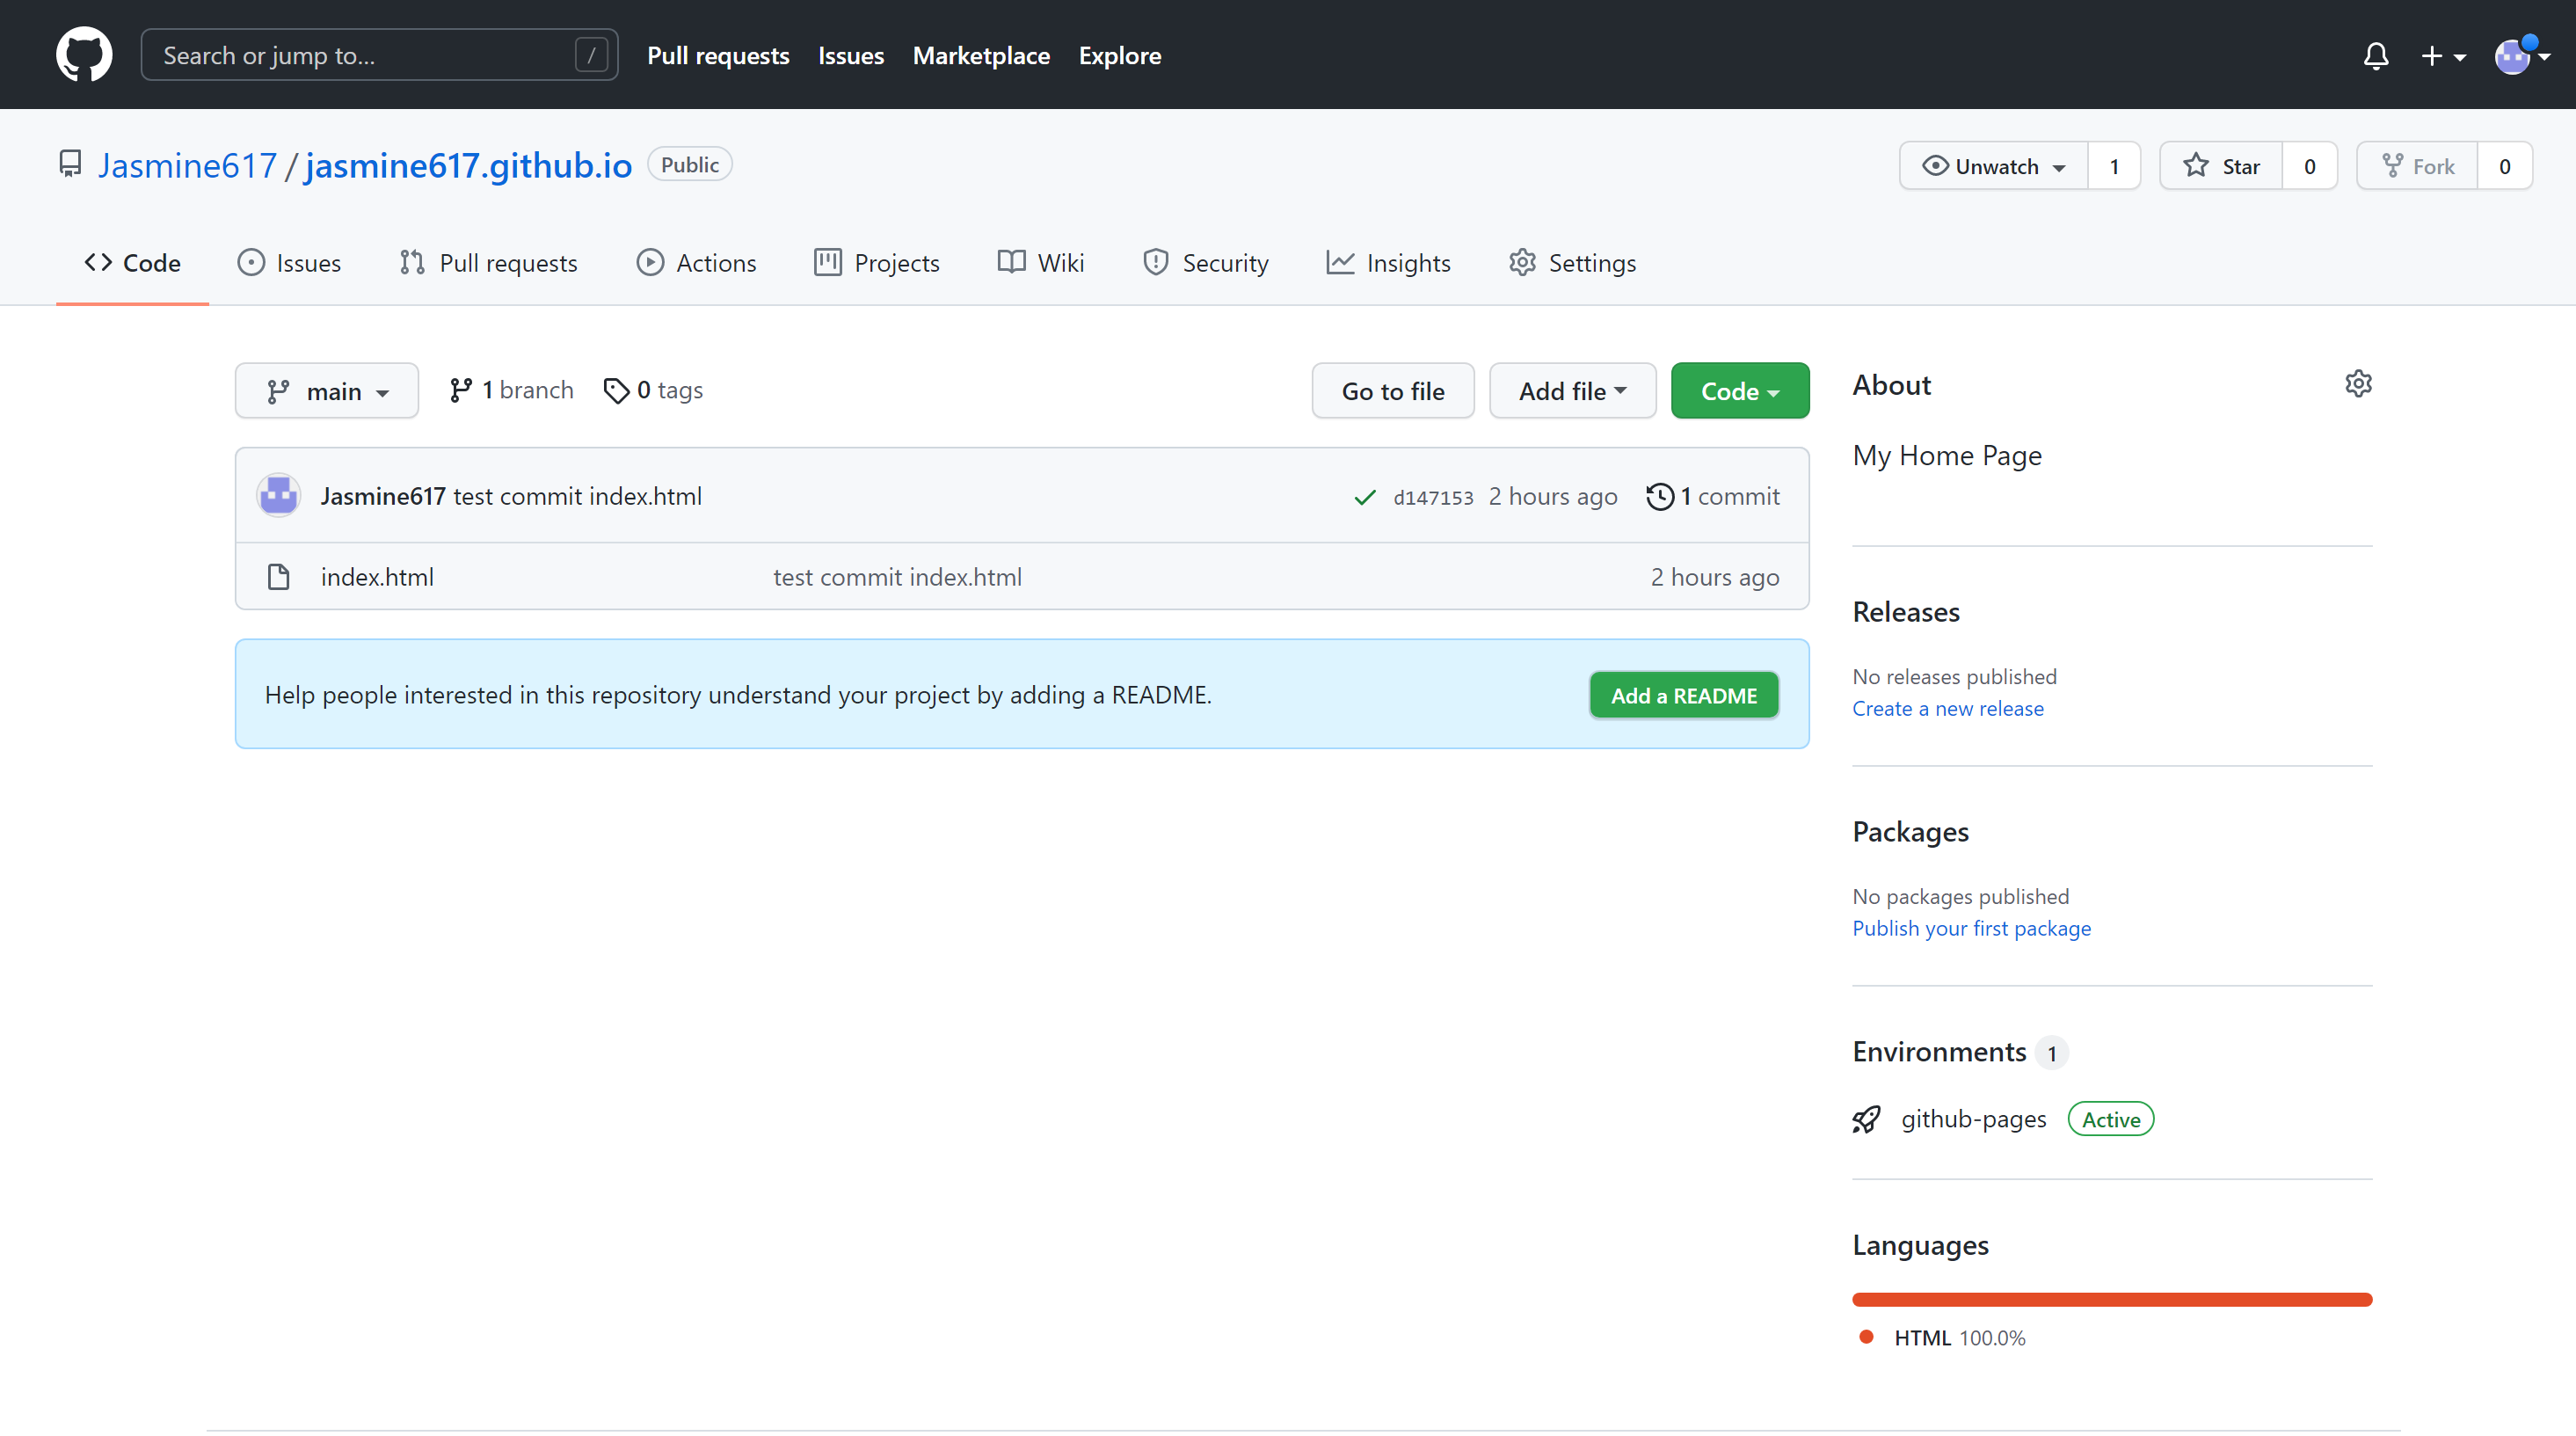 Search or jump to... / Pull requests Issues Marketplace Explore
Jasmine617 / jasmine617.github.io Public Unwatch 1 Star 0 Fork 0
Code Issues Pull requests Actions Projects Wiki Security Insights Settings
main 1 branch 0 tags Go to file Add file Code
Jasmine617 test commit index.html d147153 2 hours ago 1 commit
index.html test commit index.html 2 hours ago
Help people interested in this repository understand your project by adding a README. Add a README
About
My Home Page
Releases
No releases published
Create a new release
Packages
No packages published
Publish your first package
Environments 1
github-pages Active
Languages
HTML 100.0%